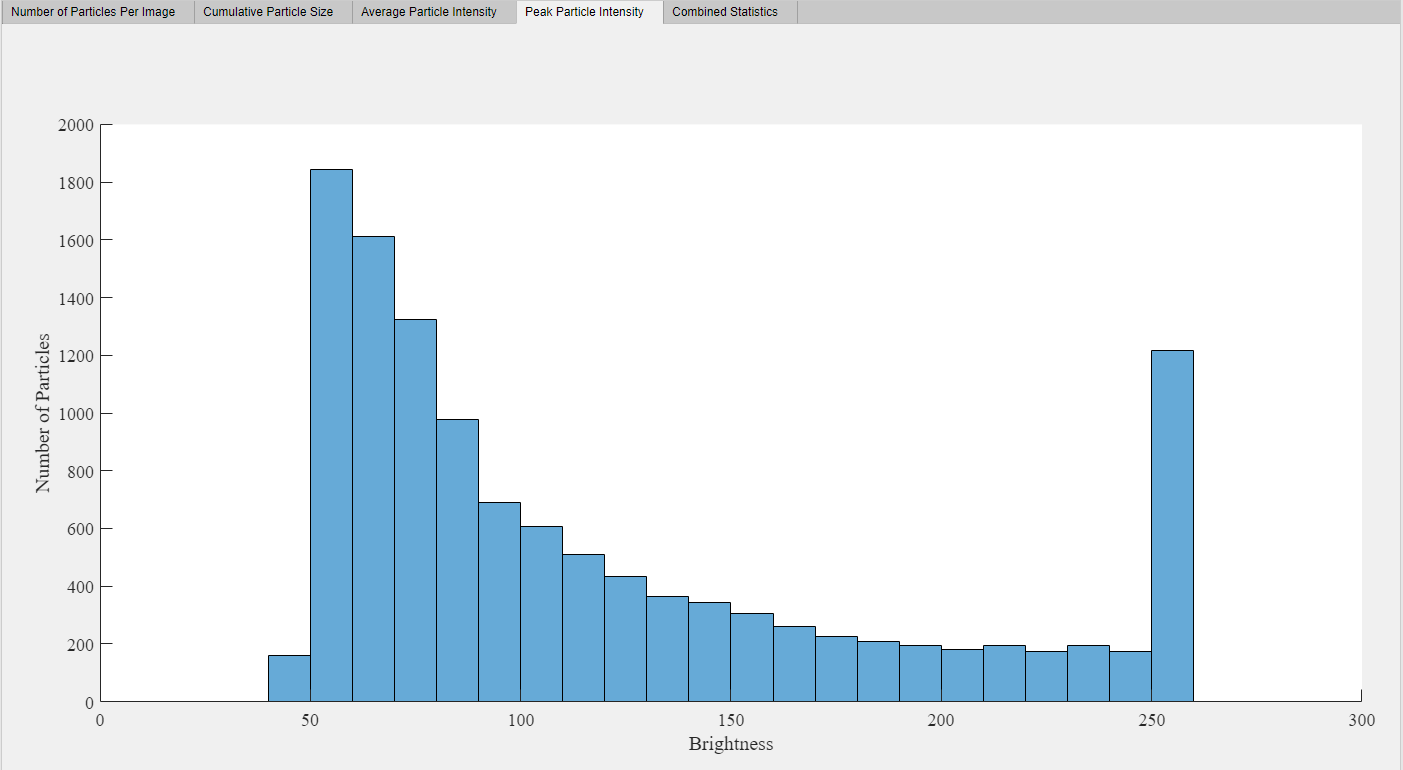 Number of Particles Per Image Cumulative Particle Size Average Particle Intensity Peak Particle Intensity Combined Statistics
2000
1800
1600
1400
1200
1000
800
600
400
200
0
Number of Particles
0 50 100 150 200 250 300
Brightness